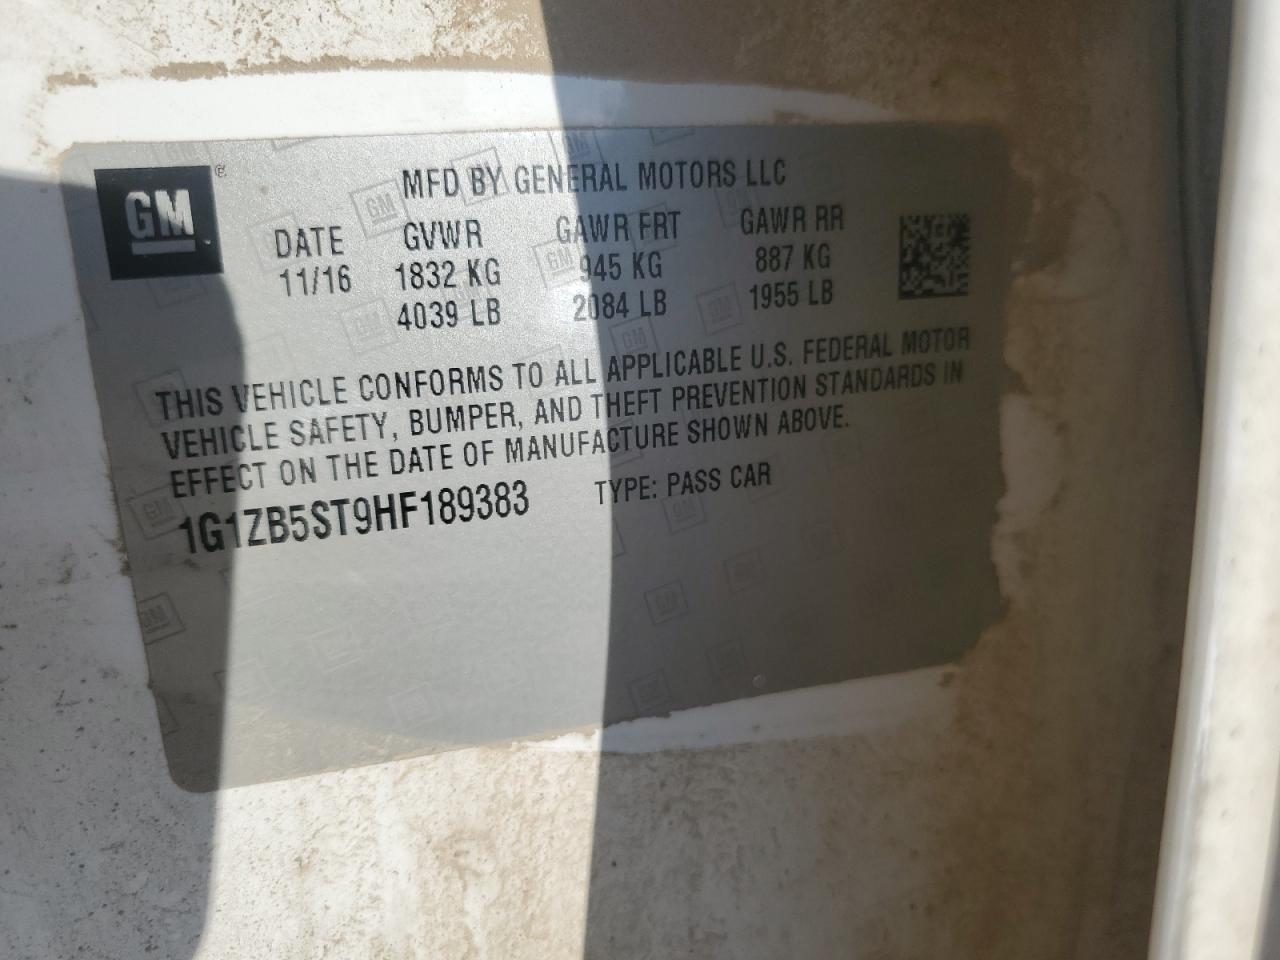 GM
MFD BY GENERAL MOTORS LLC
DATE GVWR GAWR FRT GAWR RR
11/16 1832 KG 945 KG 887 KG
4039 LB 2084 LB 1955 LB
THIS VEHICLE CONFORMS TO ALL APPLICABLE U.S. FEDERAL MOTOR
VEHICLE SAFETY, BUMPER, AND THEFT PREVENTION STANDARDS IN
EFFECT ON THE DATE OF MANUFACTURE SHOWN ABOVE.
1G1ZB5ST9HF189383 TYPE: PASS CAR